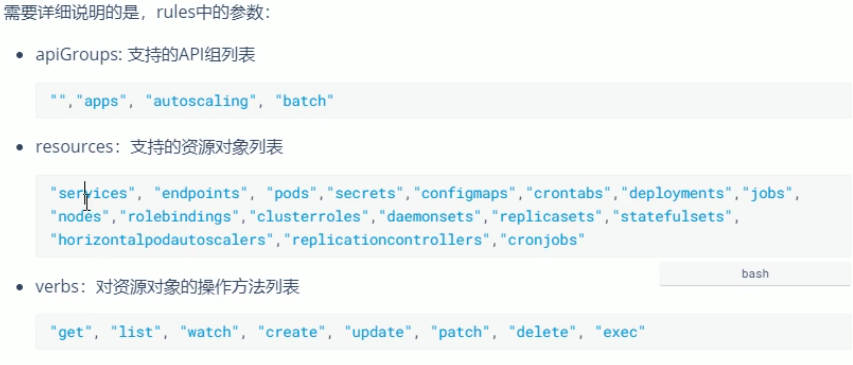 需要详细说明的是，rules中的参数：
apiGroups: 支持的API组列表
"","apps", "autoscaling", "batch"
resources：支持的资源对象列表
"services", "endpoints", "pods","secrets","configmaps","crontabs","deployments","jobs",
"nodes","rolebindings","clusterroles","daemonsets","replicasets","statefulsets",
"horizontalpodautoscalers","replicationcontrollers","cronjobs"
bash
verbs：对资源对象的操作方法列表
"get", "list", "watch", "create", "update", "patch", "delete", "exec"